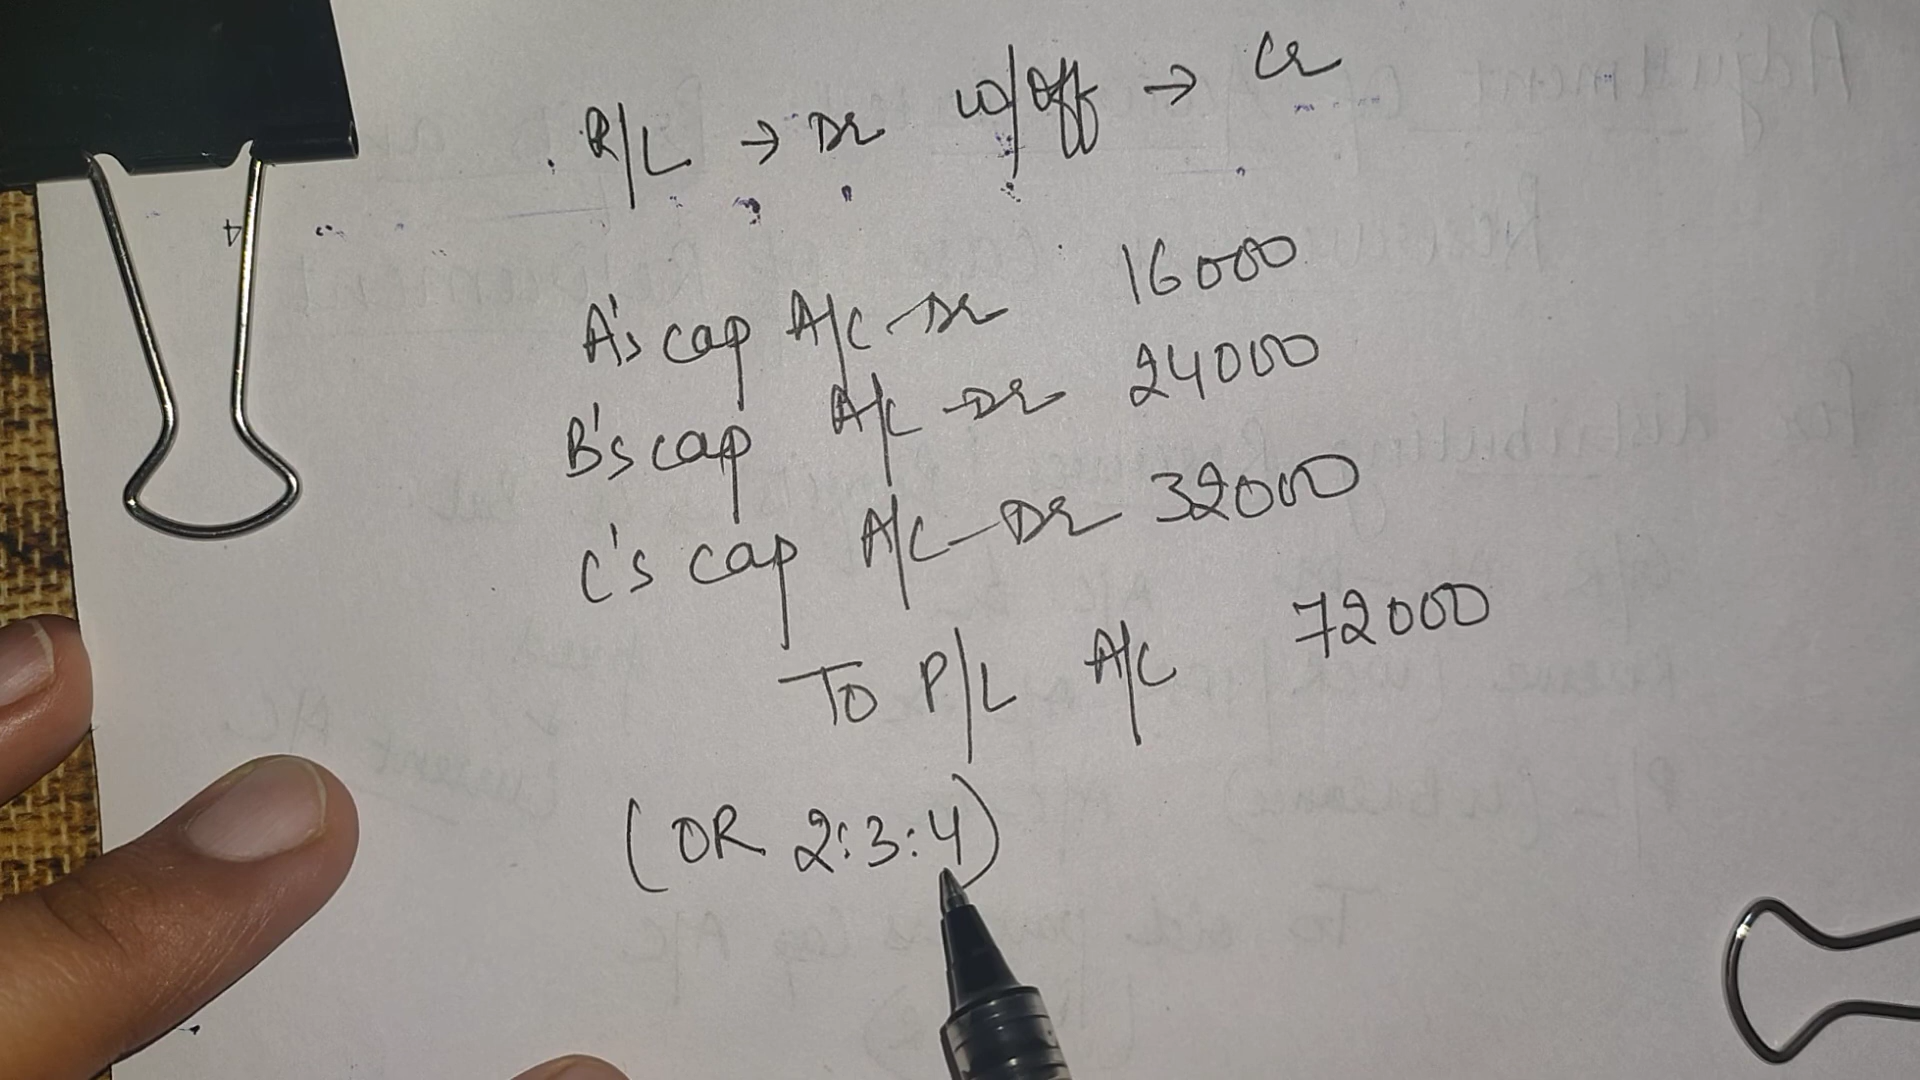 P/L → Dr w/off → Cr
A's cap A/c Dr 16000
B's cap A/c Dr 24000
C's cap A/c Dr 32000
To P/L A/c 72000
(OR 2:3:4)